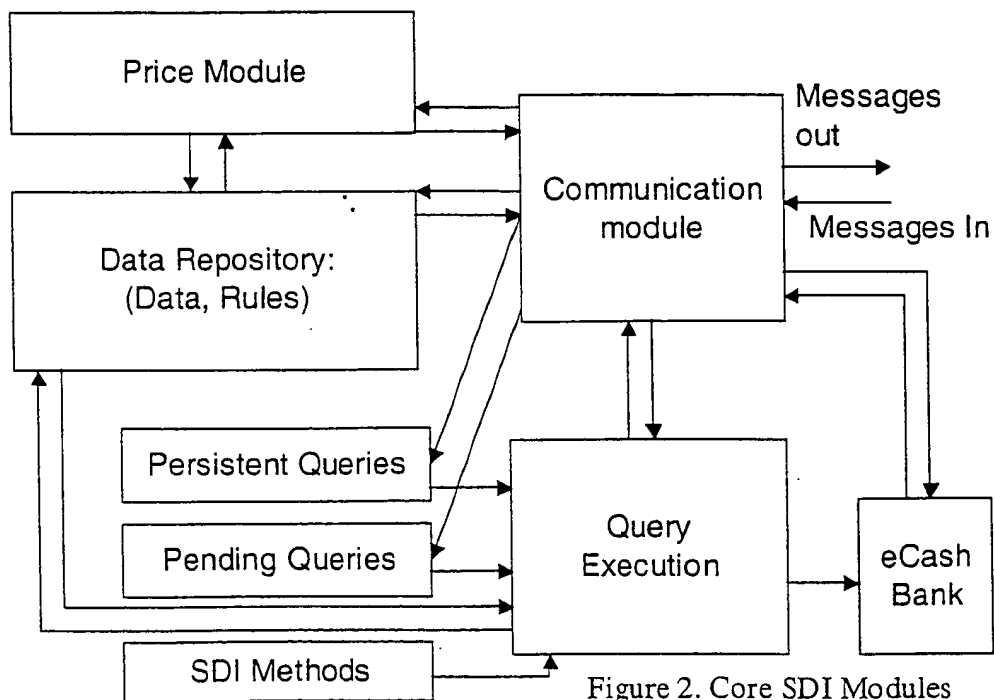 Price Module
Messages
out
Communication
module
Messages In
Data Repository:
(Data, Rules)
Persistent Queries
Query
Execution
Pending Queries
eCash
Bank
SDI Methods
Figure 2. Core SDI Modules